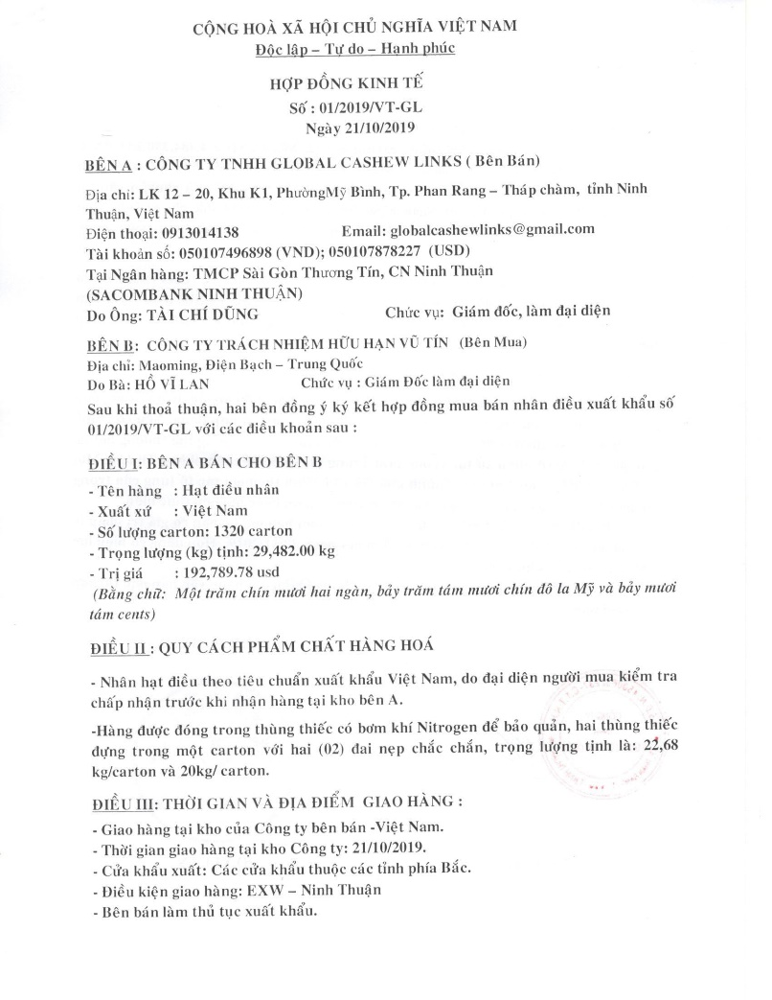 CỘNG HOÀ XÃ HỘI CHỦ NGHĨA VIỆT NAM
Độc lập – Tự do – Hạnh phúc
HỢP ĐỒNG KINH TẾ
Số : 01/2019/VT-GL
Ngày 21/10/2019
BÊN A : CÔNG TY TNHH GLOBAL CASHEW LINKS ( Bên Bán)
Địa chỉ: LK 12 – 20, Khu K1, PhườngMỹ Bình, Tp. Phan Rang – Tháp chàm, tỉnh Ninh
Thuận, Việt Nam
Điện thoại: 0913014138 Email: globalcashewlinks@gmail.com
Tài khoản số: 050107496898 (VND); 050107878227 (USD)
Tại Ngân hàng: TMCP Sài Gòn Thương Tín, CN Ninh Thuận
(SACOMBANK NINH THUẬN)
Do Ông: TÀI CHÍ DŨNG Chức vụ: Giám đốc, làm đại diện
BÊN B: CÔNG TY TRÁCH NHIỆM HỮU HẠN VŨ TÍN (Bên Mua)
Địa chỉ: Maoming, Điện Bạch – Trung Quốc
Do Bà: HỒ VĨ LAN Chức vụ : Giám Đốc làm đại diện
Sau khi thoả thuận, hai bên đồng ý ký kết hợp đồng mua bán nhân điều xuất khẩu số
01/2019/VT-GL với các điều khoản sau :
ĐIỀU I: BÊN A BÁN CHO BÊN B
- Tên hàng : Hạt điều nhân
- Xuất xứ : Việt Nam
- Số lượng carton: 1320 carton
- Trọng lượng (kg) tịnh: 29,482.00 kg
- Trị giá : 192,789.78 usd
(Bằng chữ: Một trăm chín mươi hai ngàn, bảy trăm tám mươi chín đô la Mỹ và bảy mươi
tám cents)
ĐIỀU II : QUY CÁCH PHẨM CHẤT HÀNG HOÁ
- Nhân hạt điều theo tiêu chuẩn xuất khẩu Việt Nam, do đại diện người mua kiểm tra
chấp nhận trước khi nhận hàng tại kho bên A.
-Hàng được đóng trong thùng thiếc có bơm khí Nitrogen để bảo quản, hai thùng thiếc
đựng trong một carton với hai (02) đai nẹp chắc chắn, trọng lượng tịnh là: 22,68
kg/carton và 20kg/ carton.
ĐIỀU III: THỜI GIAN VÀ ĐỊA ĐIỂM GIAO HÀNG :
- Giao hàng tại kho của Công ty bên bán -Việt Nam.
- Thời gian giao hàng tại kho Công ty: 21/10/2019.
- Cửa khẩu xuất: Các cửa khẩu thuộc các tỉnh phía Bắc.
- Điều kiện giao hàng: EXW – Ninh Thuận
- Bên bán làm thủ tục xuất khẩu.